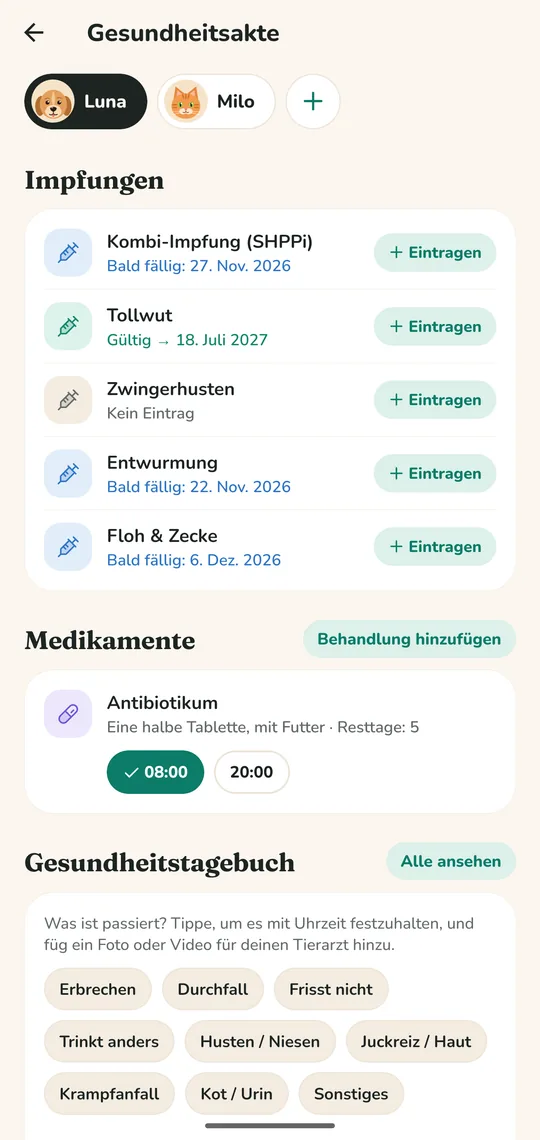 Gesundheitsakte
Luna
Milo
Impfungen
Kombi-Impfung (SHPPi)
Bald fällig: 27. Nov. 2026
+ Eintragen
Tollwut
Gültig → 18. Juli 2027
+ Eintragen
Zwingerhusten
Kein Eintrag
+ Eintragen
Entwurmung
Bald fällig: 22. Nov. 2026
+ Eintragen
Floh & Zecke
Bald fällig: 6. Dez. 2026
+ Eintragen
Medikamente
Behandlung hinzufügen
Antibiotikum
Eine halbe Tablette, mit Futter · Resttage: 5
08:00
20:00
Gesundheitstagebuch
Alle ansehen
Was ist passiert? Tippe, um es mit Uhrzeit festzuhalten, und
füg ein Foto oder Video für deinen Tierarzt hinzu.
Erbrechen
Durchfall
Frisst nicht
Trinkt anders
Husten / Niesen
Juckreiz / Haut
Krampfanfall
Kot / Urin
Sonstiges